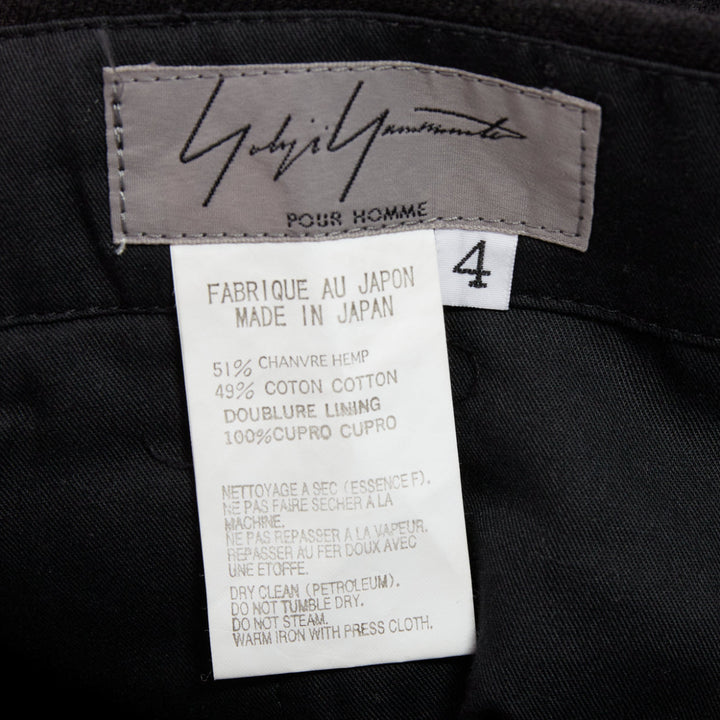 Yohji Yamamoto
POUR HOMME
4
FABRIQUE AU JAPON
MADE IN JAPAN
51% CHANVRE HEMP
49% COTON COTTON
DOUBLURE LINING
100%CUPRO CUPRO
NETTOYAGE A SEC (ESSENCE F).
NE PAS FAIRE SECHER A LA
MACHINE.
NE PAS REPASSER A LA VAPEUR.
REPASSER AU FER DOUX AVEC
UNE ETOFFE.
DRY CLEAN (PETROLEUM).
DO NOT TUMBLE DRY.
DO NOT STEAM.
WARM IRON WITH PRESS CLOTH.